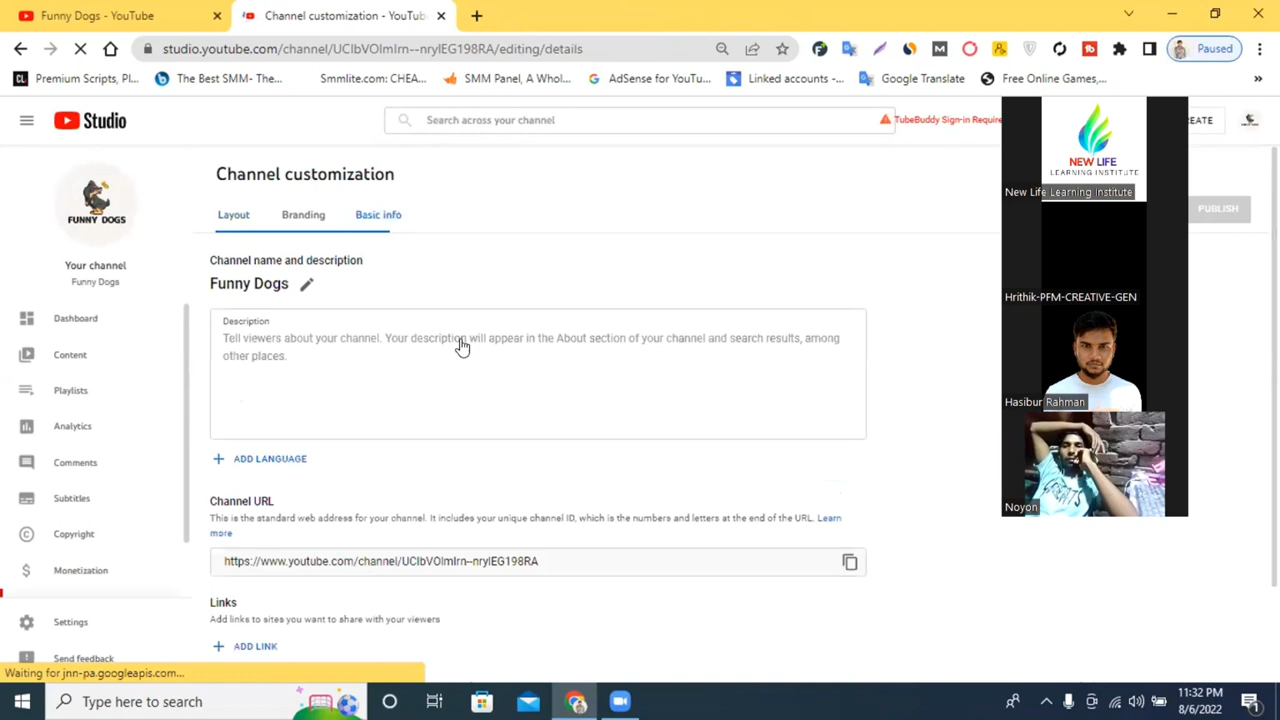 Funny Dogs - YouTube
Channel customization - YouTub
studio.youtube.com/channel/UCIbVOlmIrn--nrylEG198RA/editing/details
Paused
Premium Scripts, Pl...
The Best SMM- The...
Smmlite.com: CHEA...
SMM Panel, A Whol...
AdSense for YouTu...
Linked accounts -...
Google Translate
Free Online Games,...
Studio
Search across your channel
TubeBuddy Sign-in Require
ATE
NEW LIFE
LEARNING INSTITUTE
New Life Learning Institute
FUNNY DOGS
Your channel
Funny Dogs
Dashboard
Content
Playlists
Analytics
Comments
Subtitles
Copyright
Monetization
Settings
Send feedback
Channel customization
Layout
Branding
Basic info
PUBLISH
Channel name and description
Funny Dogs
Description
Tell viewers about your channel. Your description will appear in the About section of your channel and search results, among
other places.
ADD LANGUAGE
Channel URL
This is the standard web address for your channel. It includes your unique channel ID, which is the numbers and letters at the end of the URL. Learn
more
https://www.youtube.com/channel/UCIbVOlmIrn--nrylEG198RA
Links
Add links to sites you want to share with your viewers
ADD LINK
Hrithik-PFM-CREATIVE-GEN
Hasibur Rahman
Noyon
Waiting for jnn-pa.googleapis.com...
Type here to search
11:32 PM
8/6/2022